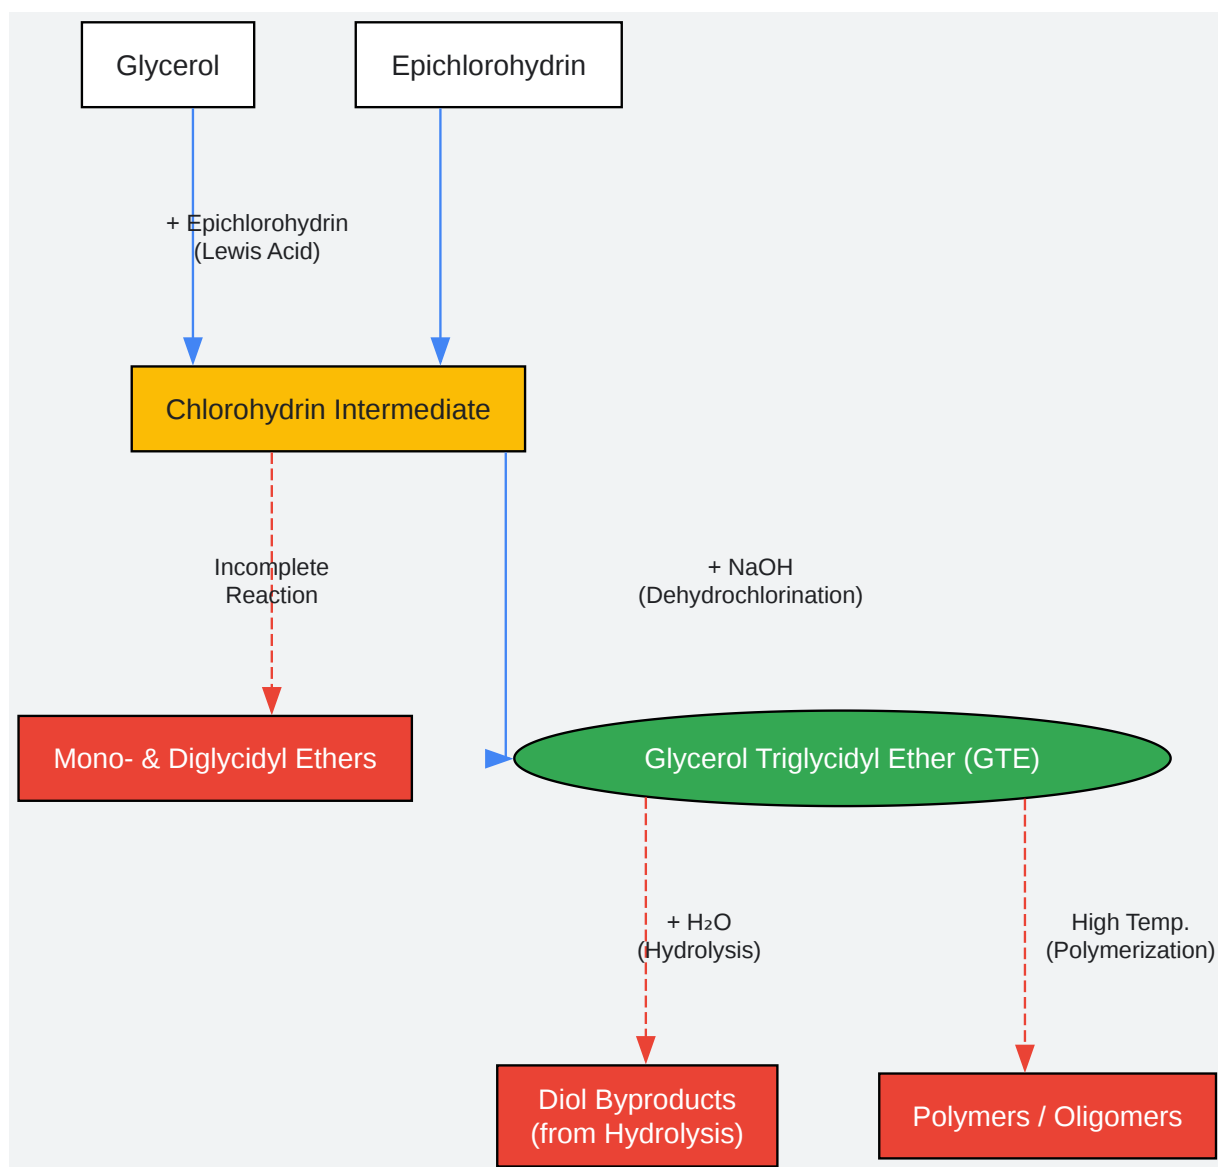 Glycerol
Epichlorohydrin
+ Epichlorohydrin
(Lewis Acid)
Chlorohydrin Intermediate
Incomplete
Reaction
+ NaOH
(Dehydrochlorination)
Mono- & Diglycidyl Ethers
Glycerol Triglycidyl Ether (GTE)
+ H₂O
(Hydrolysis)
High Temp.
(Polymerization)
Diol Byproducts
(from Hydrolysis)
Polymers / Oligomers